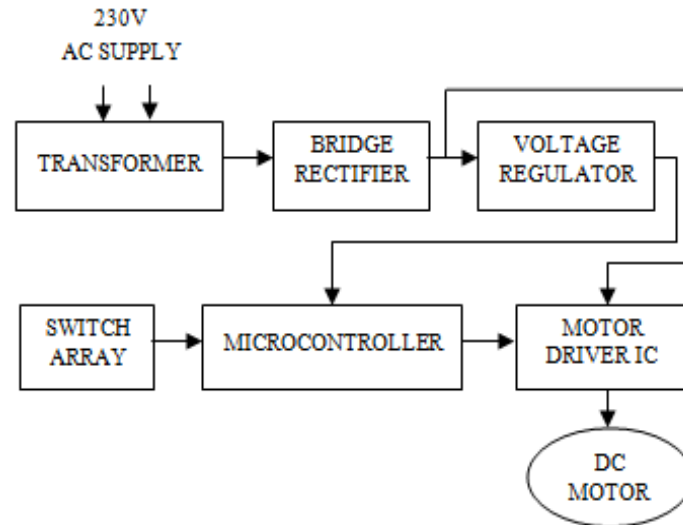 230V
AC SUPPLY
TRANSFORMER
BRIDGE
RECTIFIER
VOLTAGE
REGULATOR
SWITCH
ARRAY
MICROCONTROLLER
MOTOR
DRIVER IC
DC
MOTOR